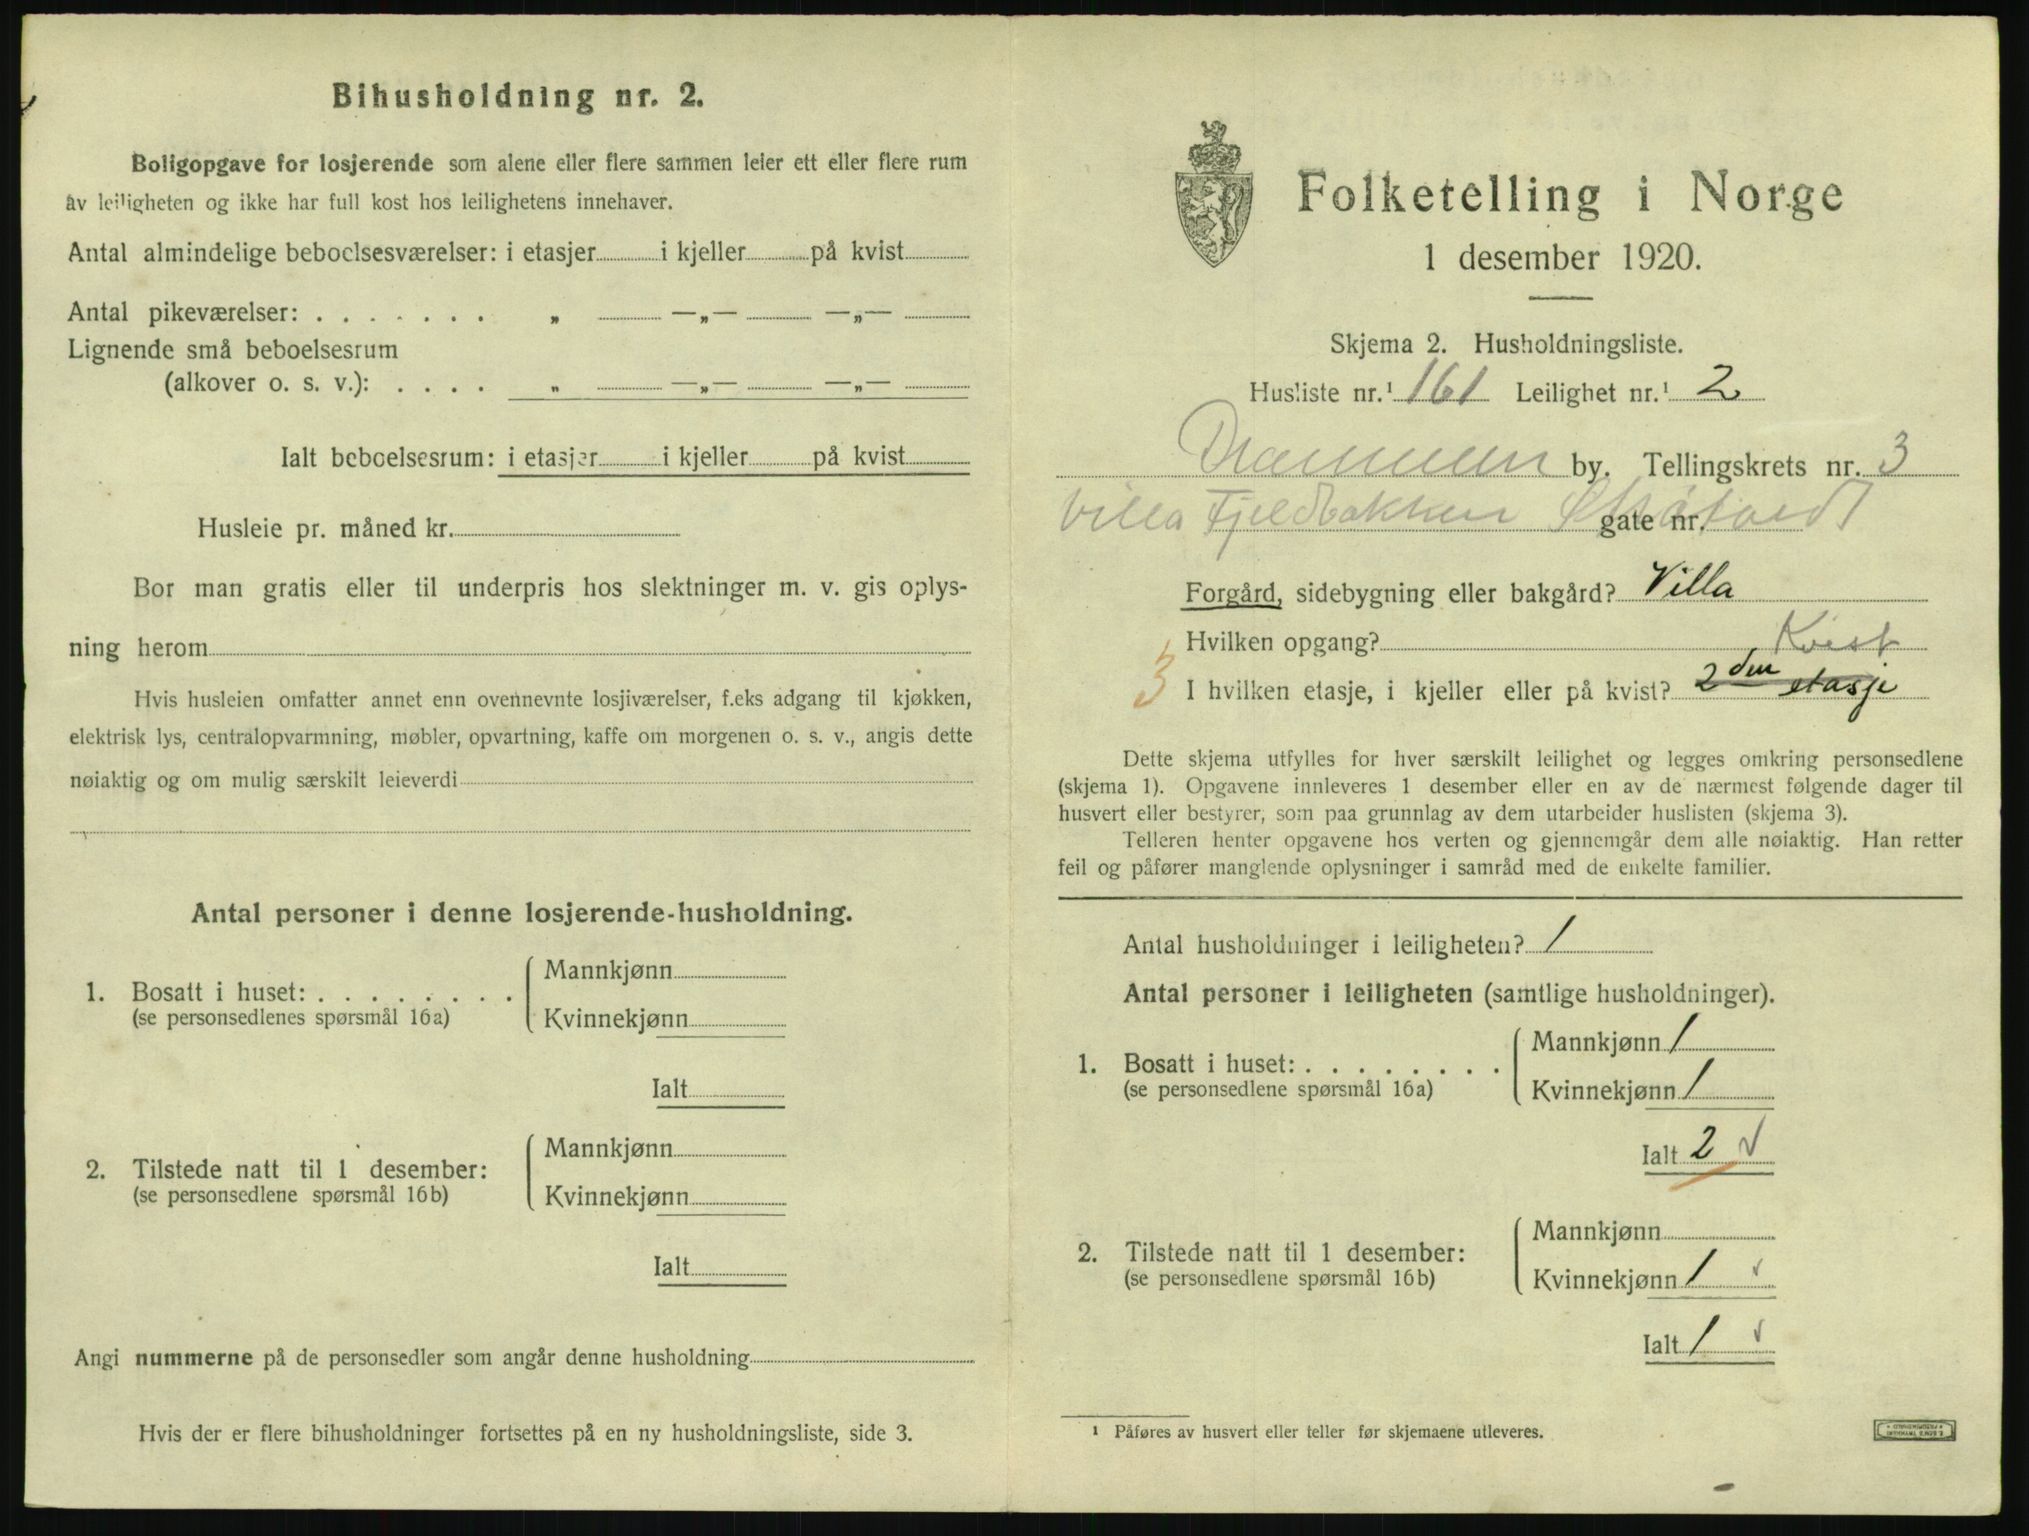 Bihusholdning nr. 2.
Boligopgave for losjerende som alene eller flere sammen leier ett eller flere rum
av leiligheten og ikke har full kost hos leilighetens innehaver.
Antal almindelige beboelsesværelser: i etasjer i kjeller på kvist
Antal pikeværelser: . . . . . . . „ —„— —„—
Lignende små beboelsesrum
(alkover o. s. v.): . . . . „ —„— —„—
Ialt beboelsesrum: i etasjer i kjeller på kvist
Husleie pr. måned kr.
Bor man gratis eller til underpris hos slektninger m. v. gis oplys-
ning herom
Hvis husleien omfatter annet enn ovennevnte losjiværelser, f.eks adgang til kjøkken,
elektrisk lys, centralopvarmning, møbler, opvartning, kaffe om morgenen o. s. v., angis dette
nøiaktig og om mulig særskilt leieverdi
Antal personer i denne losjerende-husholdning.
1. Bosatt i huset: . . . . . . . .
(se personsedlenes spørsmål 16a)
Mannkjønn
Kvinnekjønn
Ialt
2. Tilstede natt til 1 desember:
(se personsedlene spørsmål 16b)
Mannkjønn
Kvinnekjønn
Ialt
Angi nummerne på de personsedler som angår denne husholdning
Hvis der er flere bihusholdninger fortsettes på en ny husholdningsliste, side 3.
Folketelling i Norge
1 desember 1920.
Skjema 2. Husholdningsliste.
Husliste nr.¹ 161 Leilighet nr.¹ 2
Drammen by. Tellingskrets nr. 3
Villa Fjeldbakken gate nr.
Forgård, sidebygning eller bakgård? Villa
Hvilken opgang? Kvist
3 I hvilken etasje, i kjeller eller på kvist? 2den etasje
Dette skjema utfylles for hver særskilt leilighet og legges omkring personsedlene
(skjema 1). Opgavene innleveres 1 desember eller en av de nærmest følgende dager til
husvert eller bestyrer, som paa grunnlag av dem utarbeider huslisten (skjema 3).
Telleren henter opgavene hos verten og gjennemgår dem alle nøiaktig. Han retter
feil og påfører manglende oplysninger i samråd med de enkelte familier.
Antal husholdninger i leiligheten? 1
Antal personer i leiligheten (samtlige husholdninger).
1. Bosatt i huset: . . . . . . . .
(se personsedlene spørsmål 16a)
Mannkjønn 1
Kvinnekjønn 1
Ialt 2 √
2. Tilstede natt til 1 desember:
(se personsedlene spørsmål 16b)
Mannkjønn
Kvinnekjønn 1 √
Ialt 1 √
¹ Påføres av husvert eller teller før skjemaene utleveres.